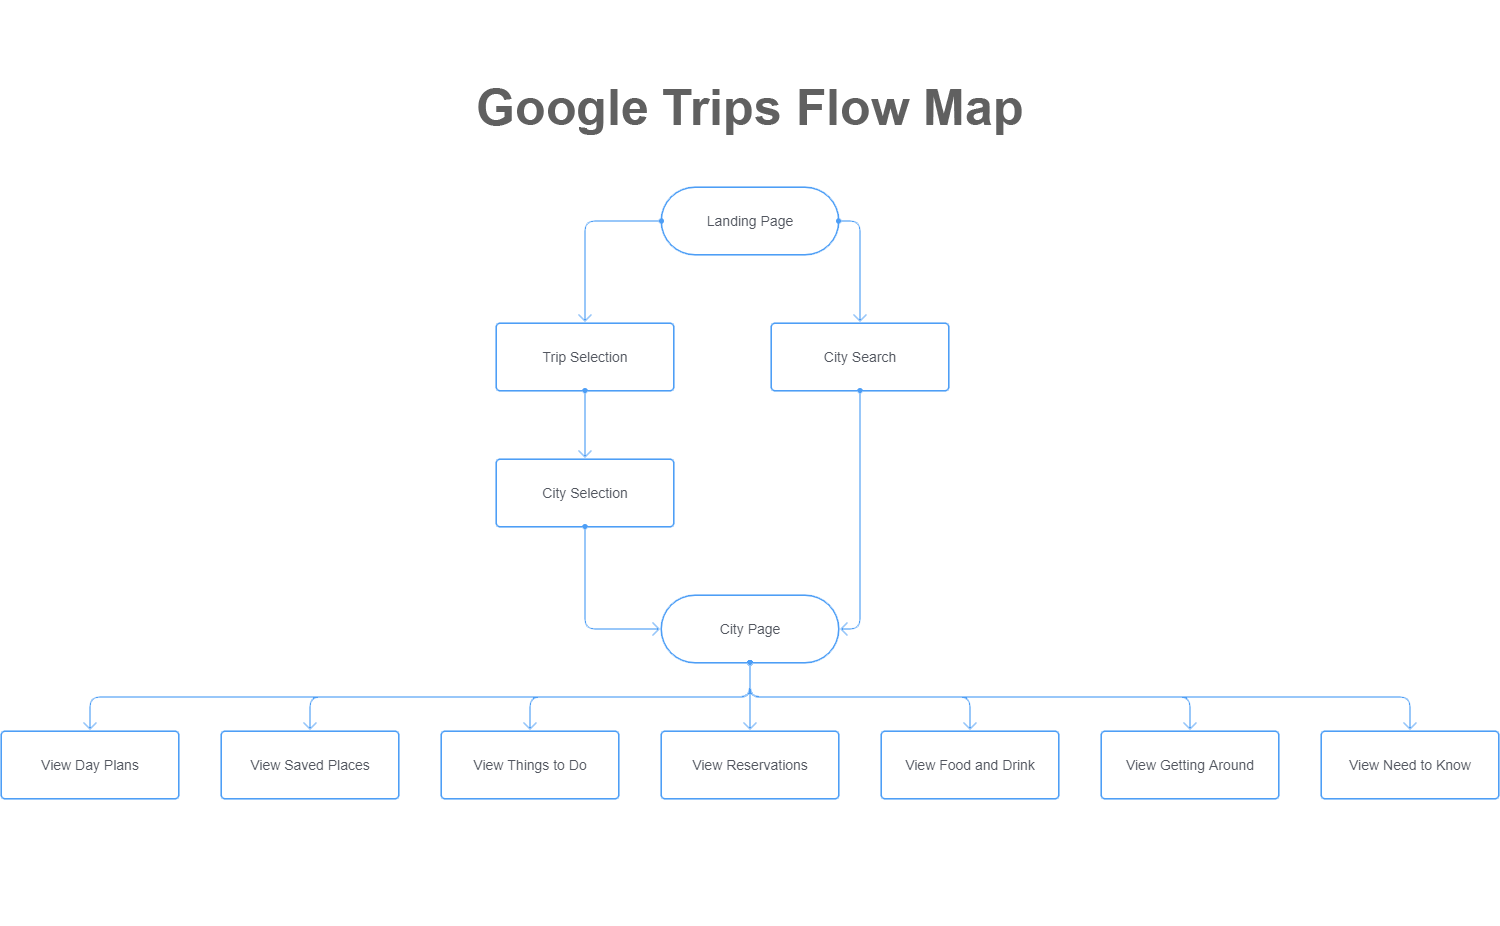 Google Trips Flow Map
Landing Page
Trip Selection
City Search
City Selection
City Page
View Day Plans
View Saved Places
View Things to Do
View Reservations
View Food and Drink
View Getting Around
View Need to Know